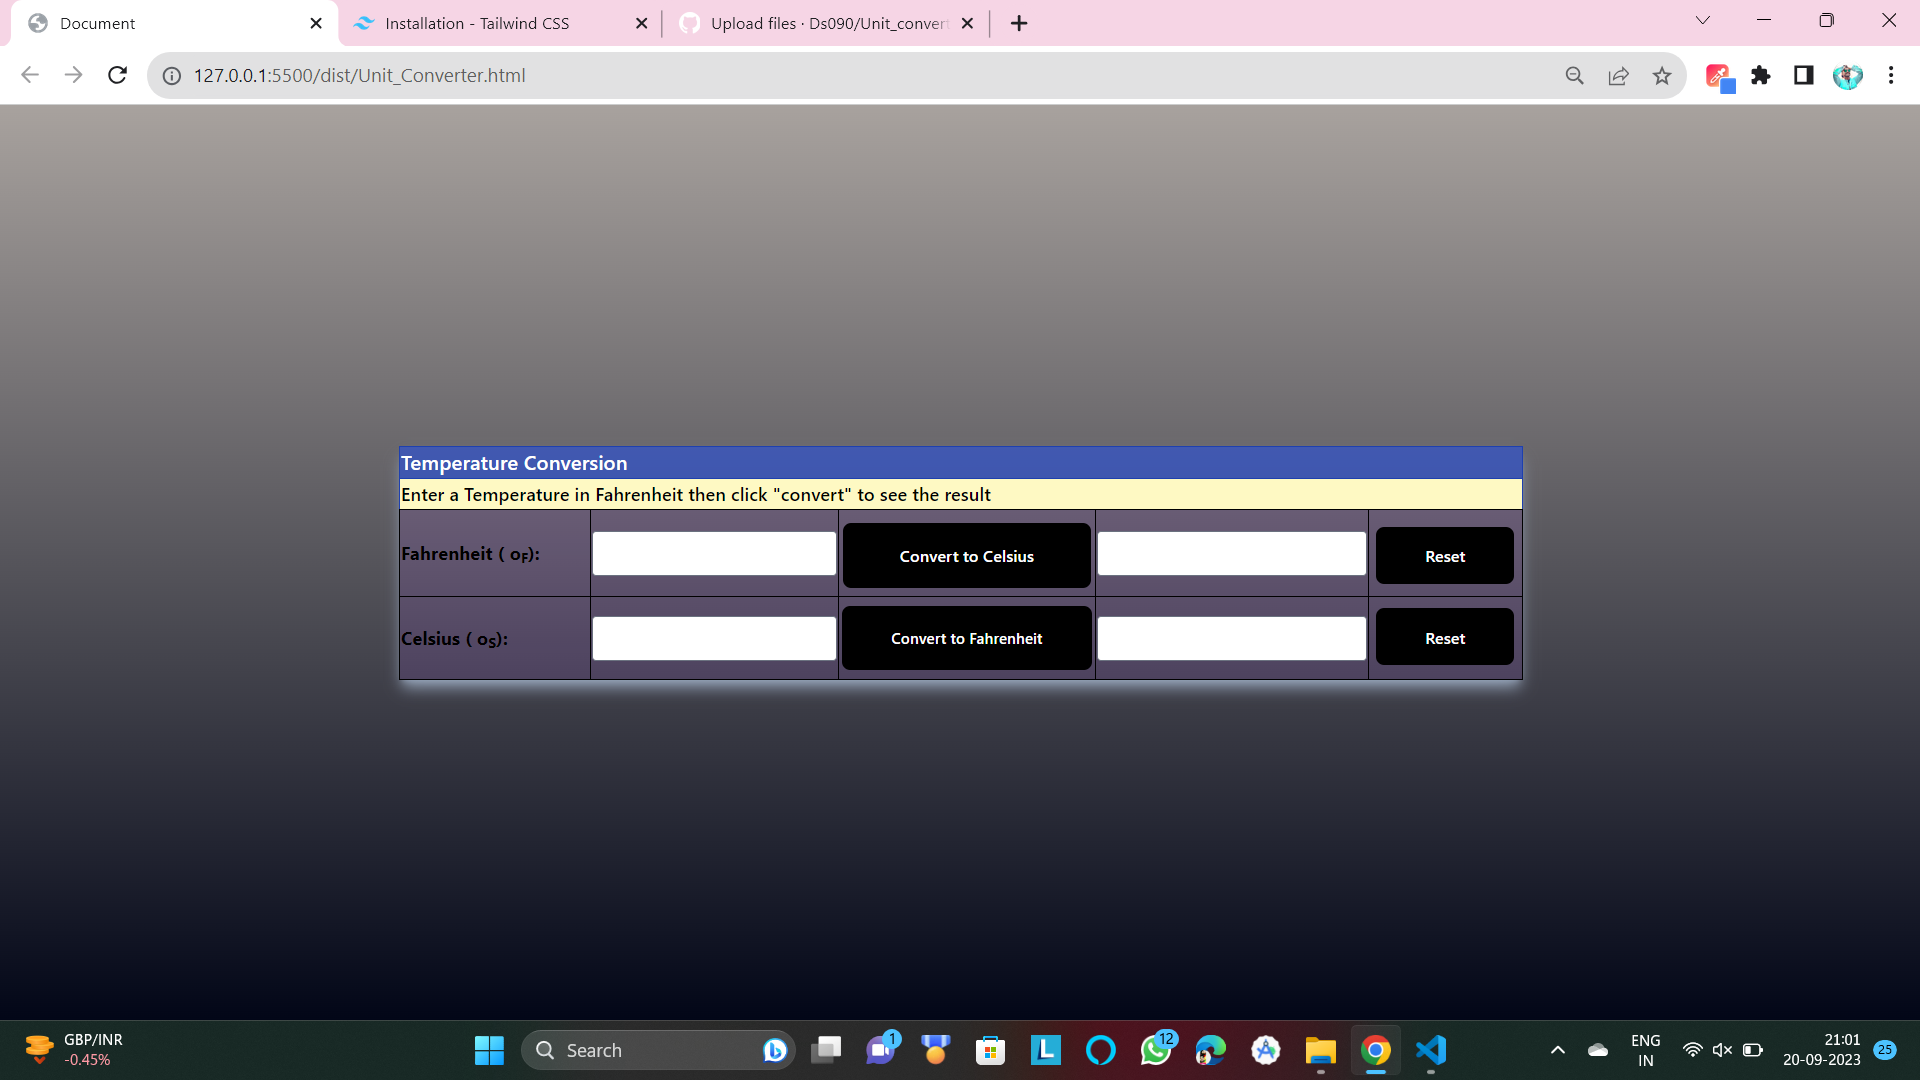 Document
Installation - Tailwind CSS
Upload files · Ds090/Unit_convert
127.0.0.1:5500/dist/Unit_Converter.html
Temperature Conversion
Enter a Temperature in Fahrenheit then click "convert" to see the result
Fahrenheit ( oF):
Convert to Celsius
Reset
Celsius ( oS):
Convert to Fahrenheit
Reset
GBP/INR
-0.45%
Search
1
L
12
ENG
IN
21:01
20-09-2023
25